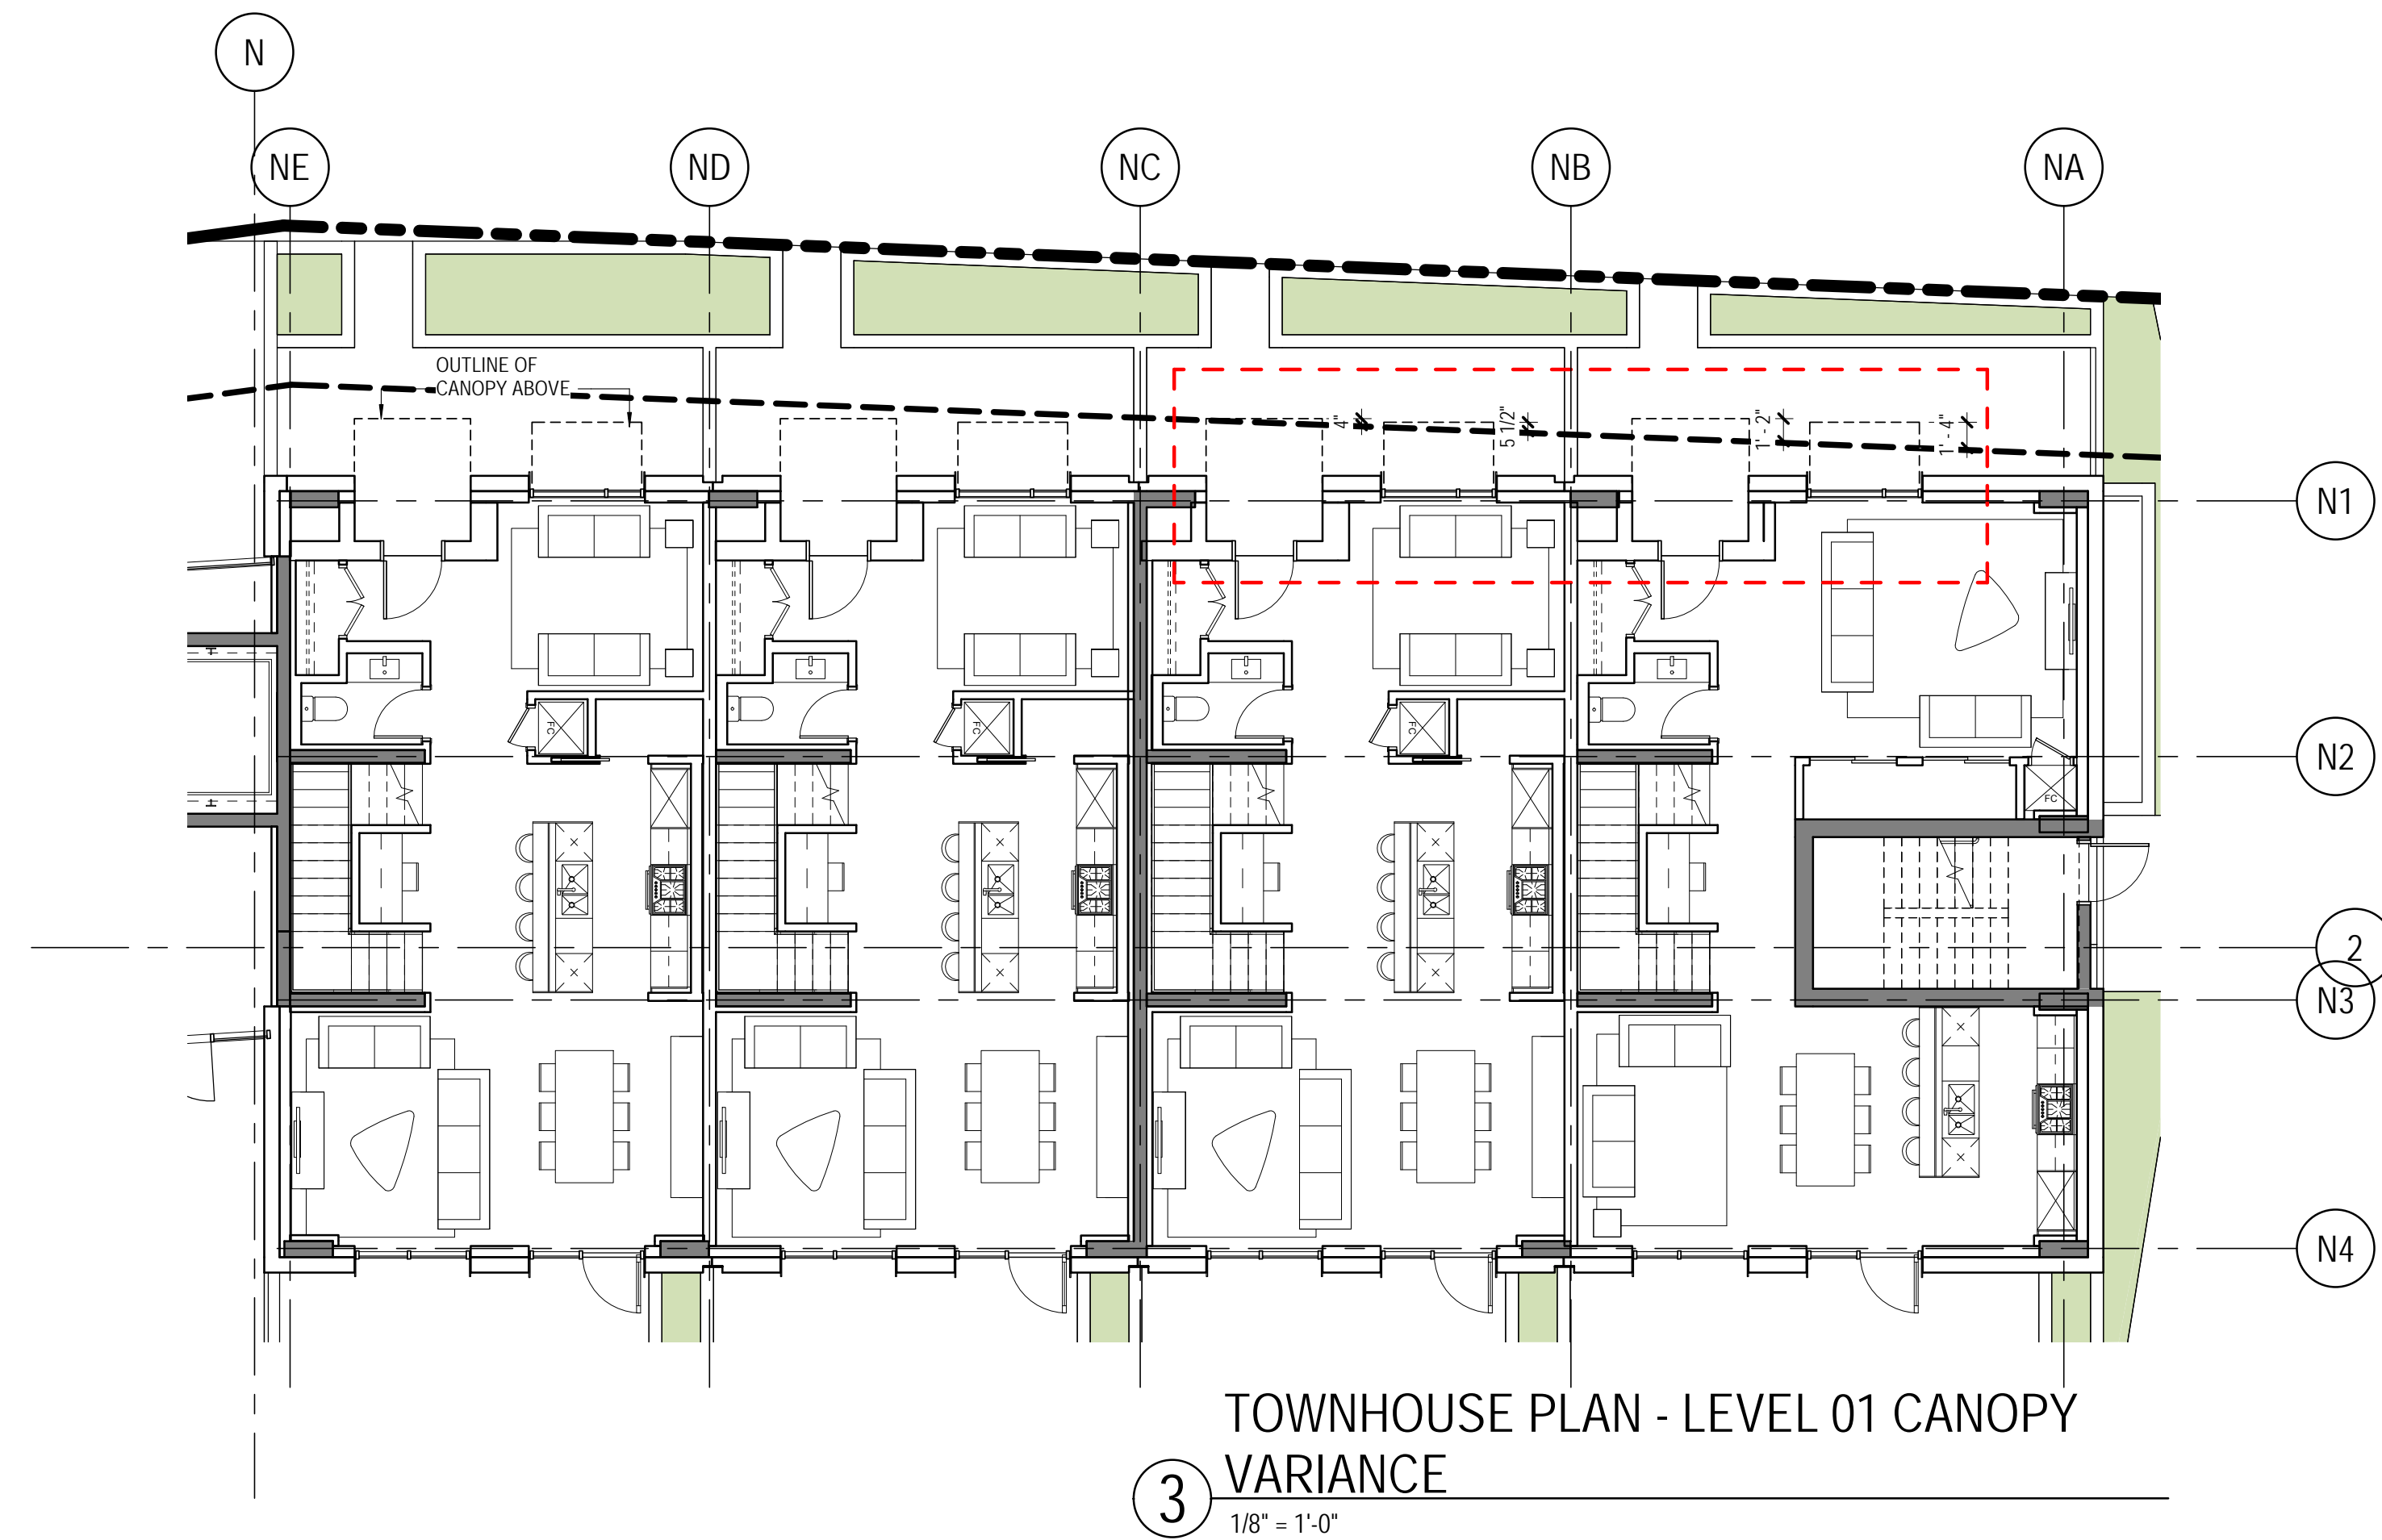 N
NE
ND
NC
NB
NA
OUTLINE OF
CANOPY ABOVE
4"
5 1/2"
1' - 2"
1' - 4"
N1
FC
FC
FC
N2
FC
2
N3
N4
TOWNHOUSE PLAN - LEVEL 01 CANOPY
VARIANCE
3
1/8" = 1'-0"